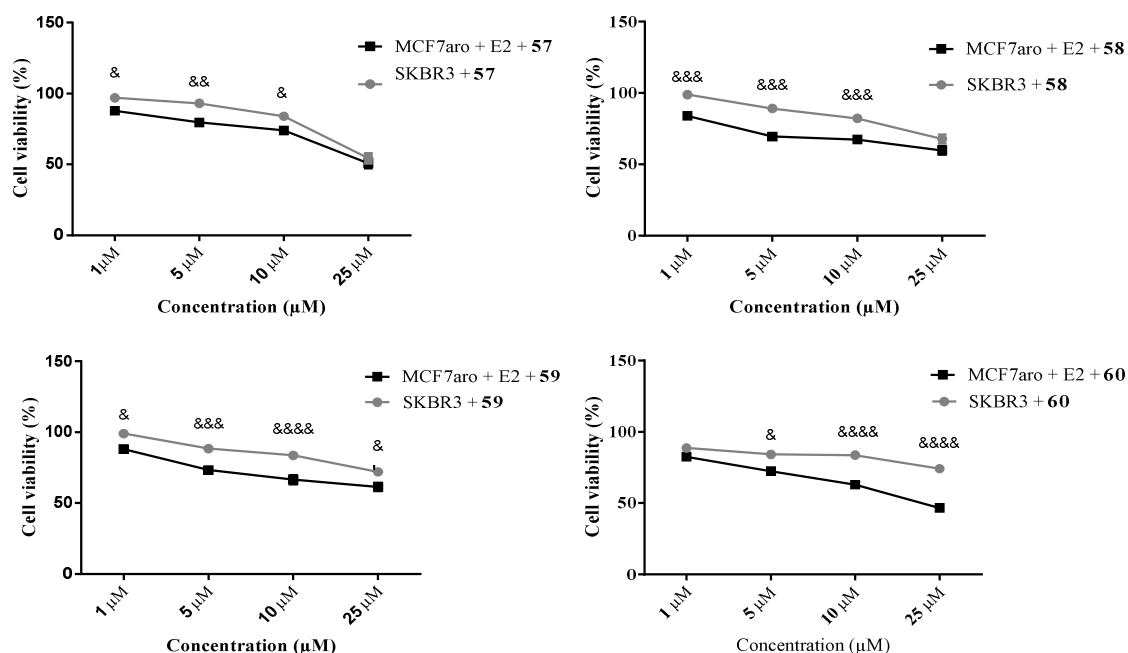 150
100
50
0
Cell viability (%)
& && &
MCF7aro + E2 + 57
SKBR3 + 57
1µM 5 µM 10 µM 25 µM
Concentration (µM)
150
100
50
0
Cell viability (%)
&&& &&& &&&
MCF7aro + E2 + 58
SKBR3 + 58
1 µM 5 µM 10 µM 25 µM
Concentration (µM)
150
100
50
0
Cell viability (%)
& &&& &&&& &
MCF7aro + E2 + 59
SKBR3 + 59
1 µM 5 µM 10 µM 25 µM
Concentration (µM)
150
100
50
0
Cell viability (%)
& &&&& &&&&
MCF7aro + E2 + 60
SKBR3 + 60
1 µM 5 µM 10 µM 25 µM
Concentration (µM)